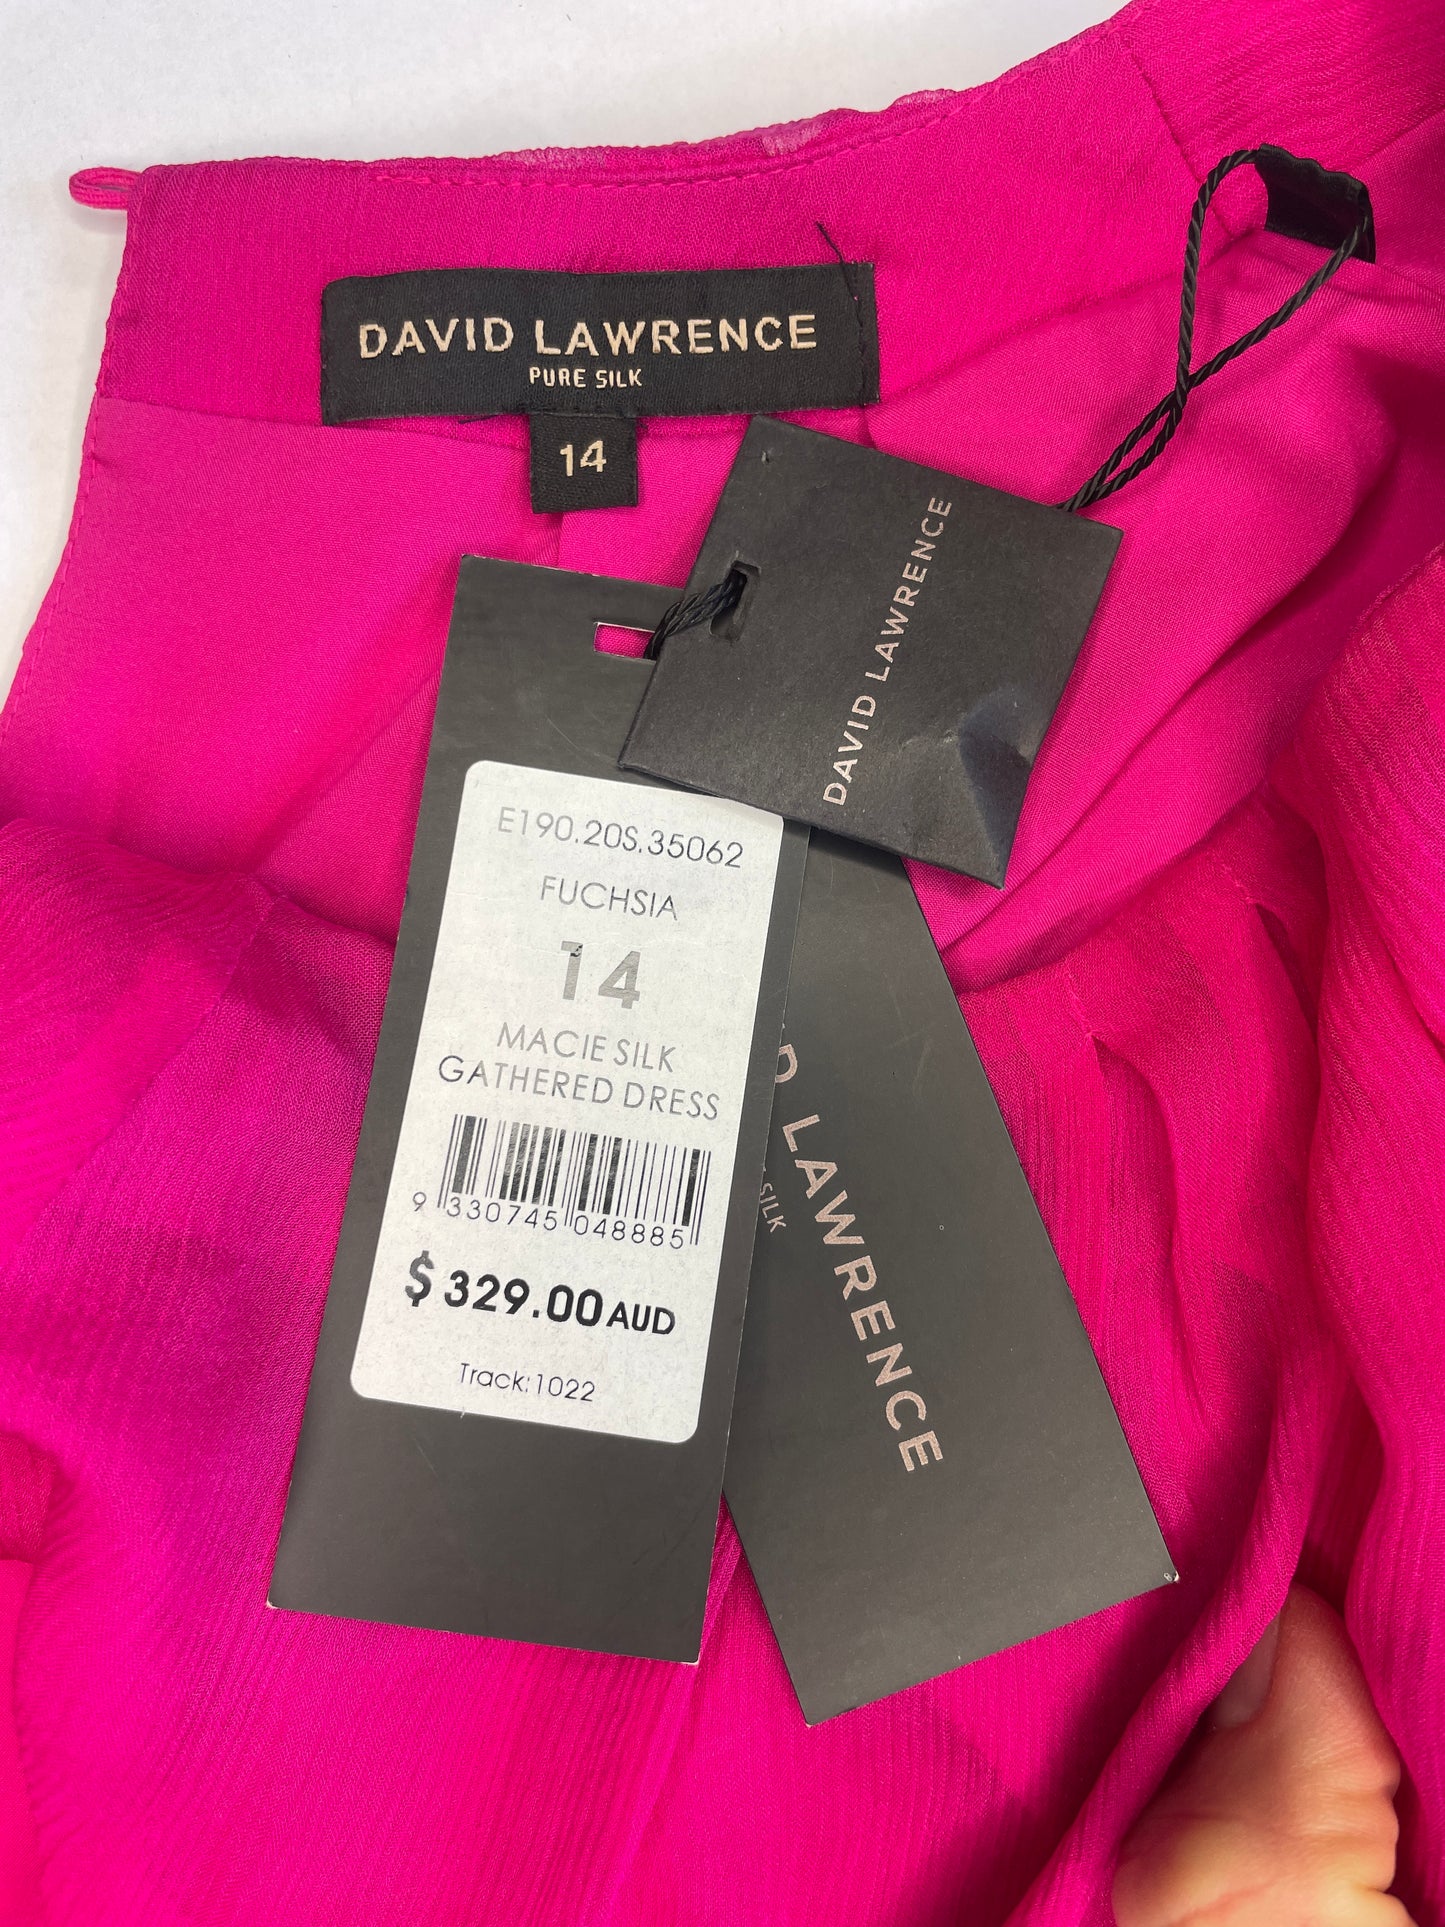 DAVID LAWRENCE
PURE SILK
14
DAVID LAWRENCE
E190.20S.35062
FUCHSIA
14
MACIE SILK
GATHERED DRESS
9 330745 048885
$ 329.00 AUD
Track:1022
D LAWRENCE
SILK